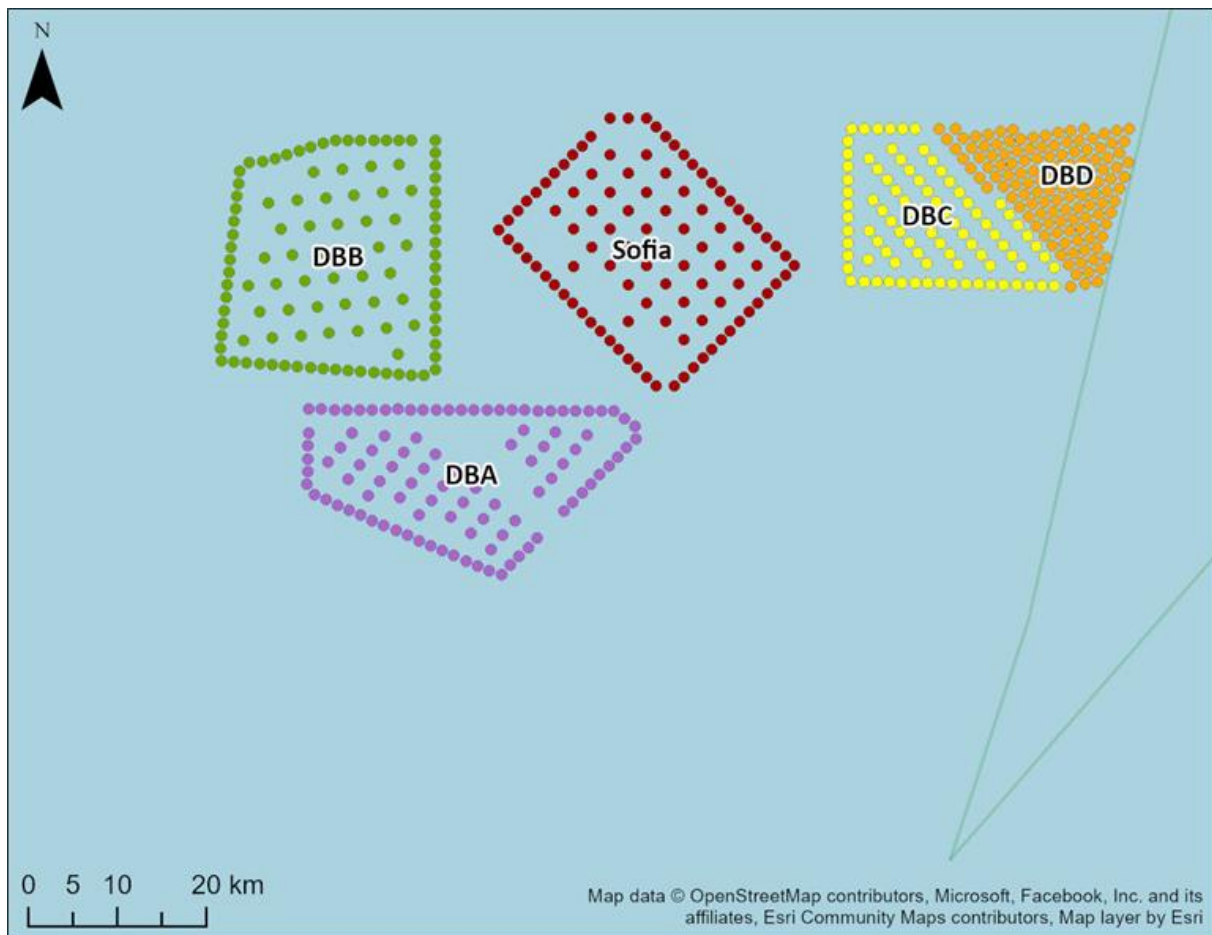 N
DBD
DBC
Sofia
DBB
DBA
0 5 10 20 km
Map data © OpenStreetMap contributors, Microsoft, Facebook, Inc. and its
affiliates, Esri Community Maps contributors, Map layer by Esri